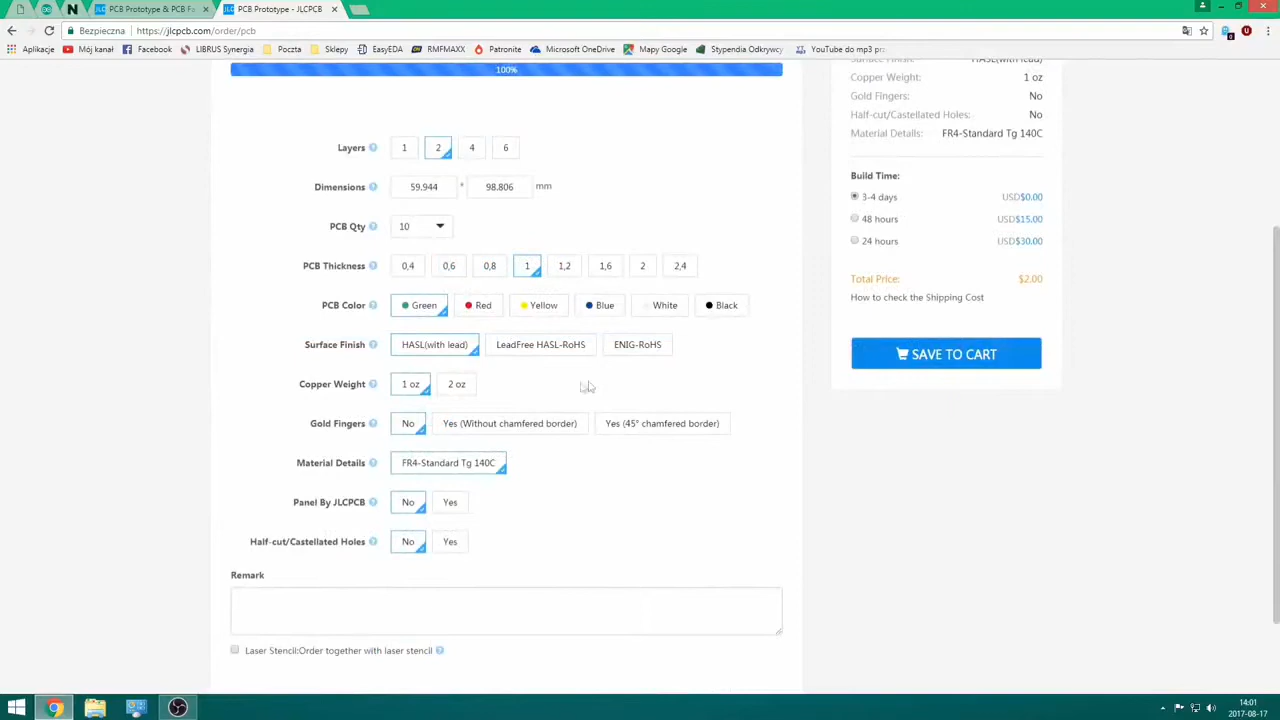 PCB Prototype & PCB Fa
PCB Prototype - JLCPCB
Bezpieczna
https://jlcpcb.com/order/pcb
Aplikacje
Mój kanał
Facebook
LIBRUS Synergia
Poczta
Sklepy
EasyEDA
RMFMAXX
Patronite
Microsoft OneDrive
Mapy Google
Stypendia Odkrywcy
YouTube do mp3 prz
100%
Layers 1 2 4 6
Dimensions 59.944 * 98.806 mm
PCB Qty 10
PCB Thickness 0,4 0,6 0,8 1 1,2 1,6 2 2,4
PCB Color Green Red Yellow Blue White Black
Surface Finish HASL(with lead) LeadFree HASL-RoHS ENIG-RoHS
Copper Weight 1 oz 2 oz
Gold Fingers No Yes (Without chamfered border) Yes (45° chamfered border)
Material Details FR4-Standard Tg 140C
Panel By JLCPCB No Yes
Half-cut/Castellated Holes No Yes
Remark
Laser Stencil:Order together with laser stencil
Surface Finish: HASL(with lead)
Copper Weight: 1 oz
Gold Fingers: No
Half-cut/Castellated Holes: No
Material Details: FR4-Standard Tg 140C
Build Time:
3-4 days USD$0.00
48 hours USD$15.00
24 hours USD$30.00
Total Price: $2.00
How to check the Shipping Cost
SAVE TO CART
14:01
2017-08-17